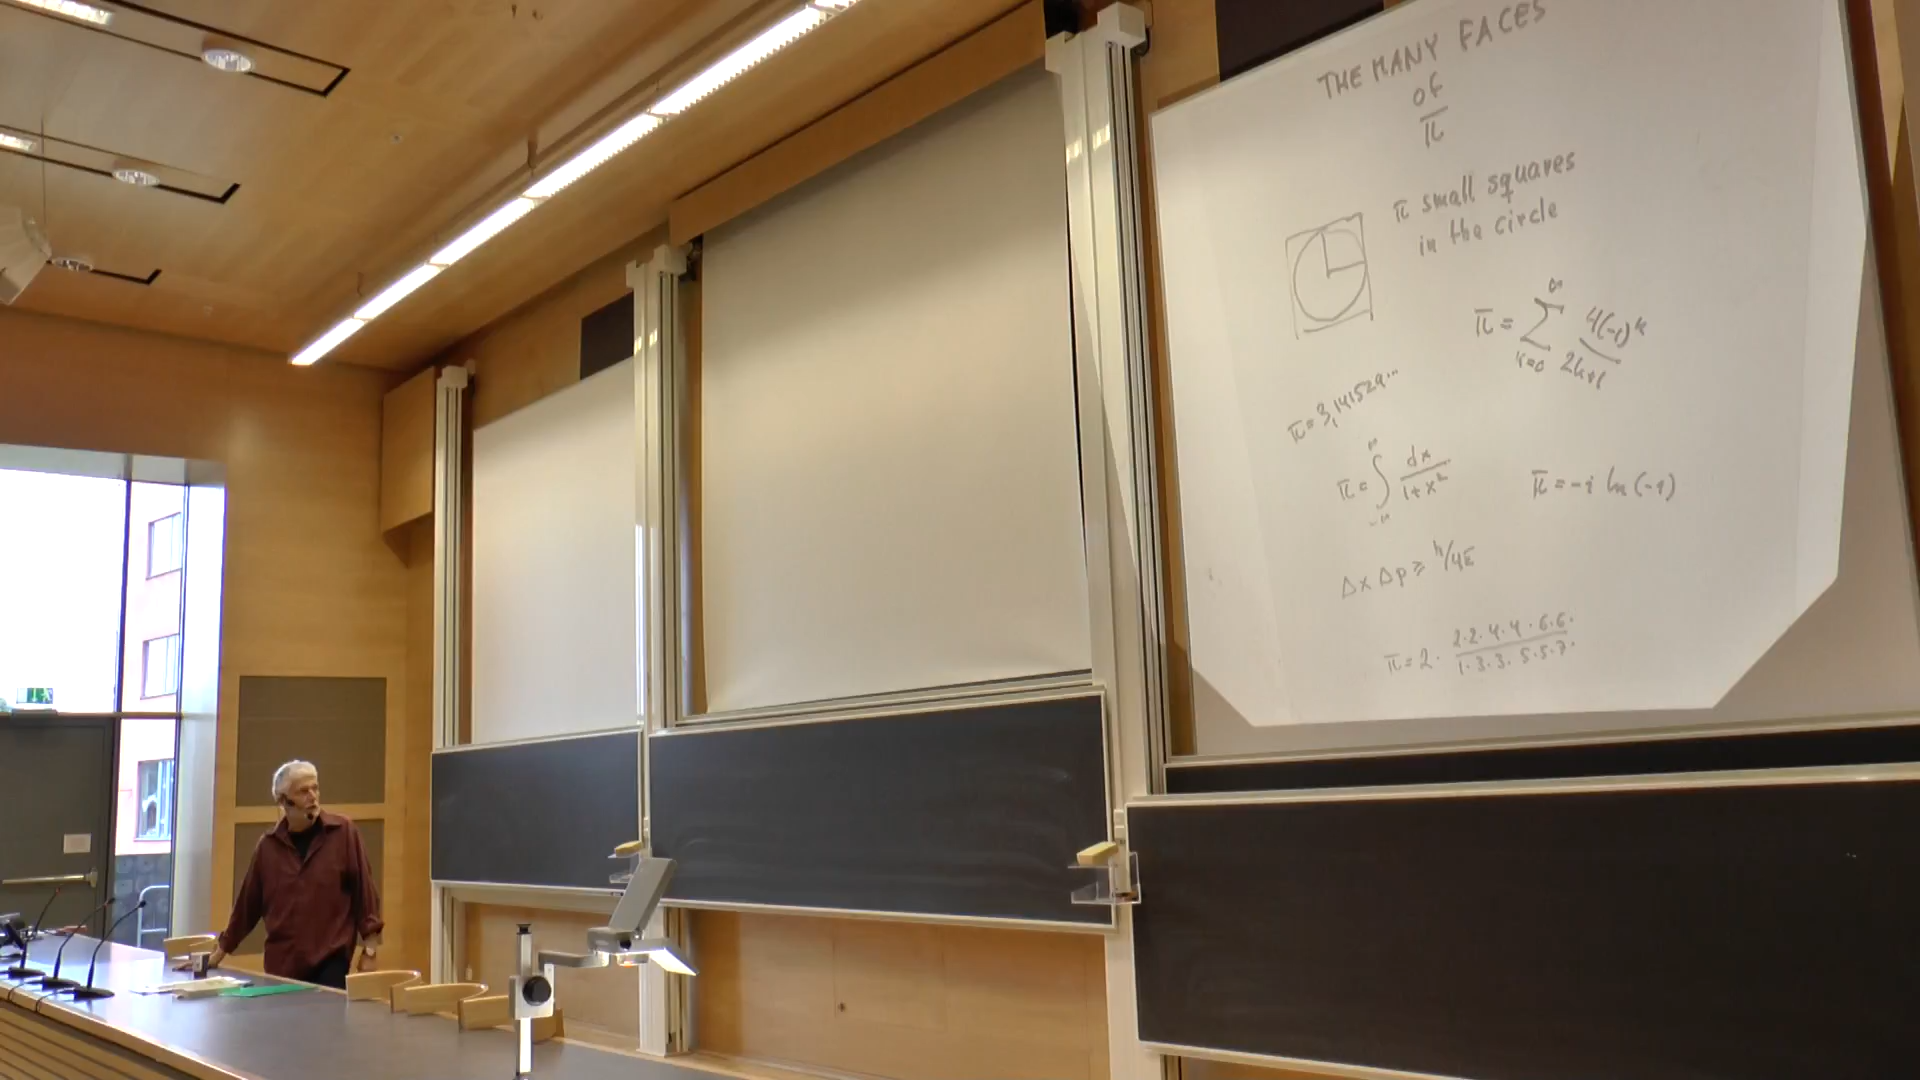 THE MANY FACES
of
π
π small squares
in the circle
π = ∑_{k=0}^{∞} 4(-1)^k / 2k+1
π = 3,141529...
π = ∫_{-∞}^{∞} dx / 1+x²
π = -i ln(-1)
Δx Δp ≥ h/4π
π = 2 · 2·2·4·4·6·6· / 1·3·3·5·5·7·